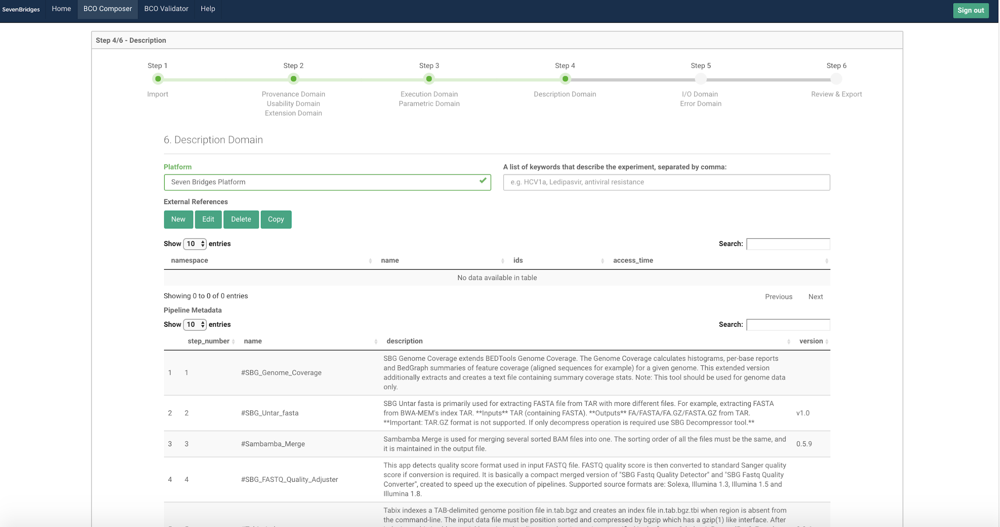 SevenBridges Home BCO Composer BCO Validator Help Sign out
Step 4/6 - Description
Step 1 Step 2 Step 3 Step 4 Step 5 Step 6
Import Provenance Domain Execution Domain Description Domain I/O Domain Review & Export
Usability Domain Parametric Domain Error Domain
Extension Domain
6. Description Domain
Platform A list of keywords that describe the experiment, separated by comma:
Seven Bridges Platform e.g. HCV1a, Ledipasvir, antiviral resistance
External References
New Edit Delete Copy
Show 10 entries Search:
namespace name ids access_time
No data available in table
Showing 0 to 0 of 0 entries Previous Next
Pipeline Metadata
Show 10 entries Search:
step_number name description version
SBG Genome Coverage extends BEDTools Genome Coverage. The Genome Coverage calculates histograms, per-base reports
and BedGraph summaries of feature coverage (aligned sequences for example) for a given genome. This extended version
1 1 #SBG_Genome_Coverage
additionally extracts and creates a text file containing summary coverage stats. Note: This tool should be used for genome data
only.
SBG Untar fasta is primarily used for extracting FASTA file from TAR with more different files. For example, extracting FASTA
2 2 #SBG_Untar_fasta from BWA-MEM's index TAR. **Inputs** TAR (containing FASTA). **Outputs** FA/FASTA/FA.GZ/FASTA.GZ from TAR. v1.0
**Important: TAR.GZ format is not supported. If only decompress operation is required use SBG Decompressor tool.**
Sambamba Merge is used for merging several sorted BAM files into one. The sorting order of all the files must be the same, and
3 3 #Sambamba_Merge 0.5.9
it is maintained in the output file.
This app detects quality score format used in input FASTQ file. FASTQ quality score is then converted to standard Sanger quality
score if conversion is required. It is basically a compact merged version of "SBG Fastq Quality Detector" and "SBG Fastq Quality
4 4 #SBG_FASTQ_Quality_Adjuster
Converter", created to speed up the execution of pipelines. Supported source formats are: Solexa, Illumina 1.3, Illumina 1.5 and
Illumina 1.8.
Tabix indexes a TAB-delimited genome position file in.tab.bgz and creates an index file in.tab.bgz.tbi when region is absent from
the command-line. The input data file must be position sorted and compressed by bgzip which has a gzip(1) like interface. After